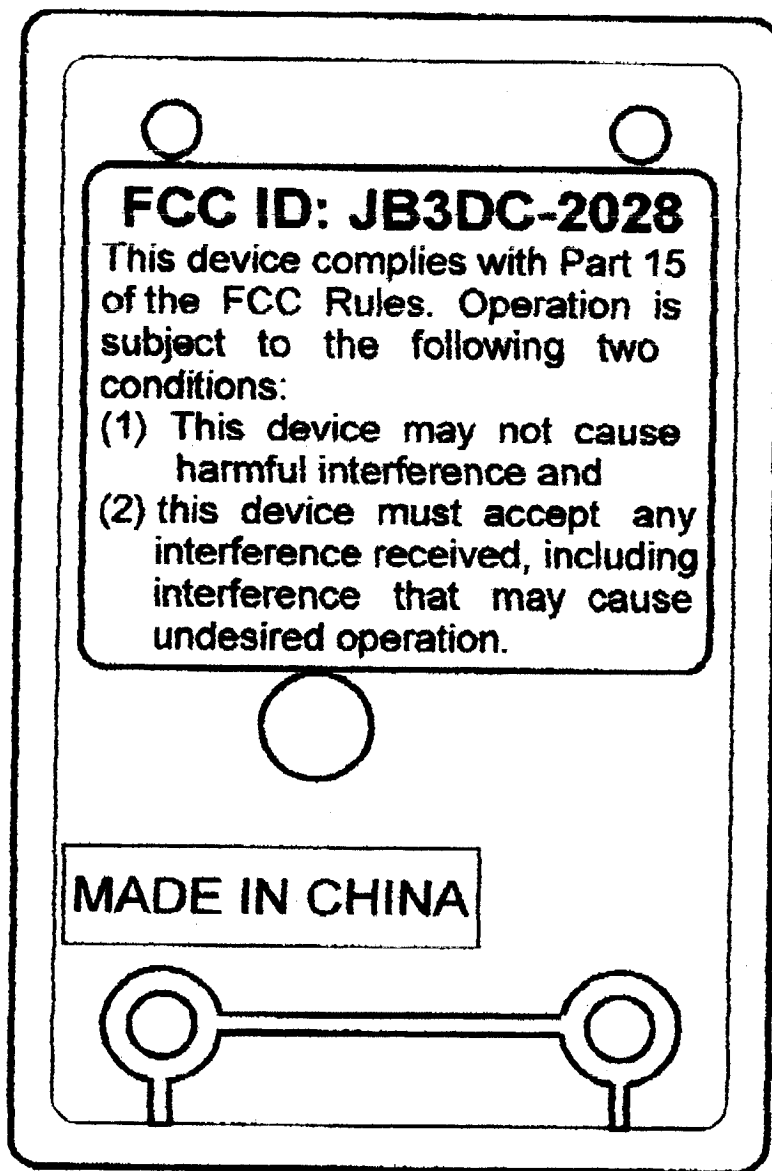 FCC ID: JB3DC-2028
This device complies with Part 15
of the FCC Rules. Operation is
subject to the following two
conditions:
(1) This device may not cause
harmful interference and
(2) this device must accept any
interference received, including
interference that may cause
undesired operation.
MADE IN CHINA